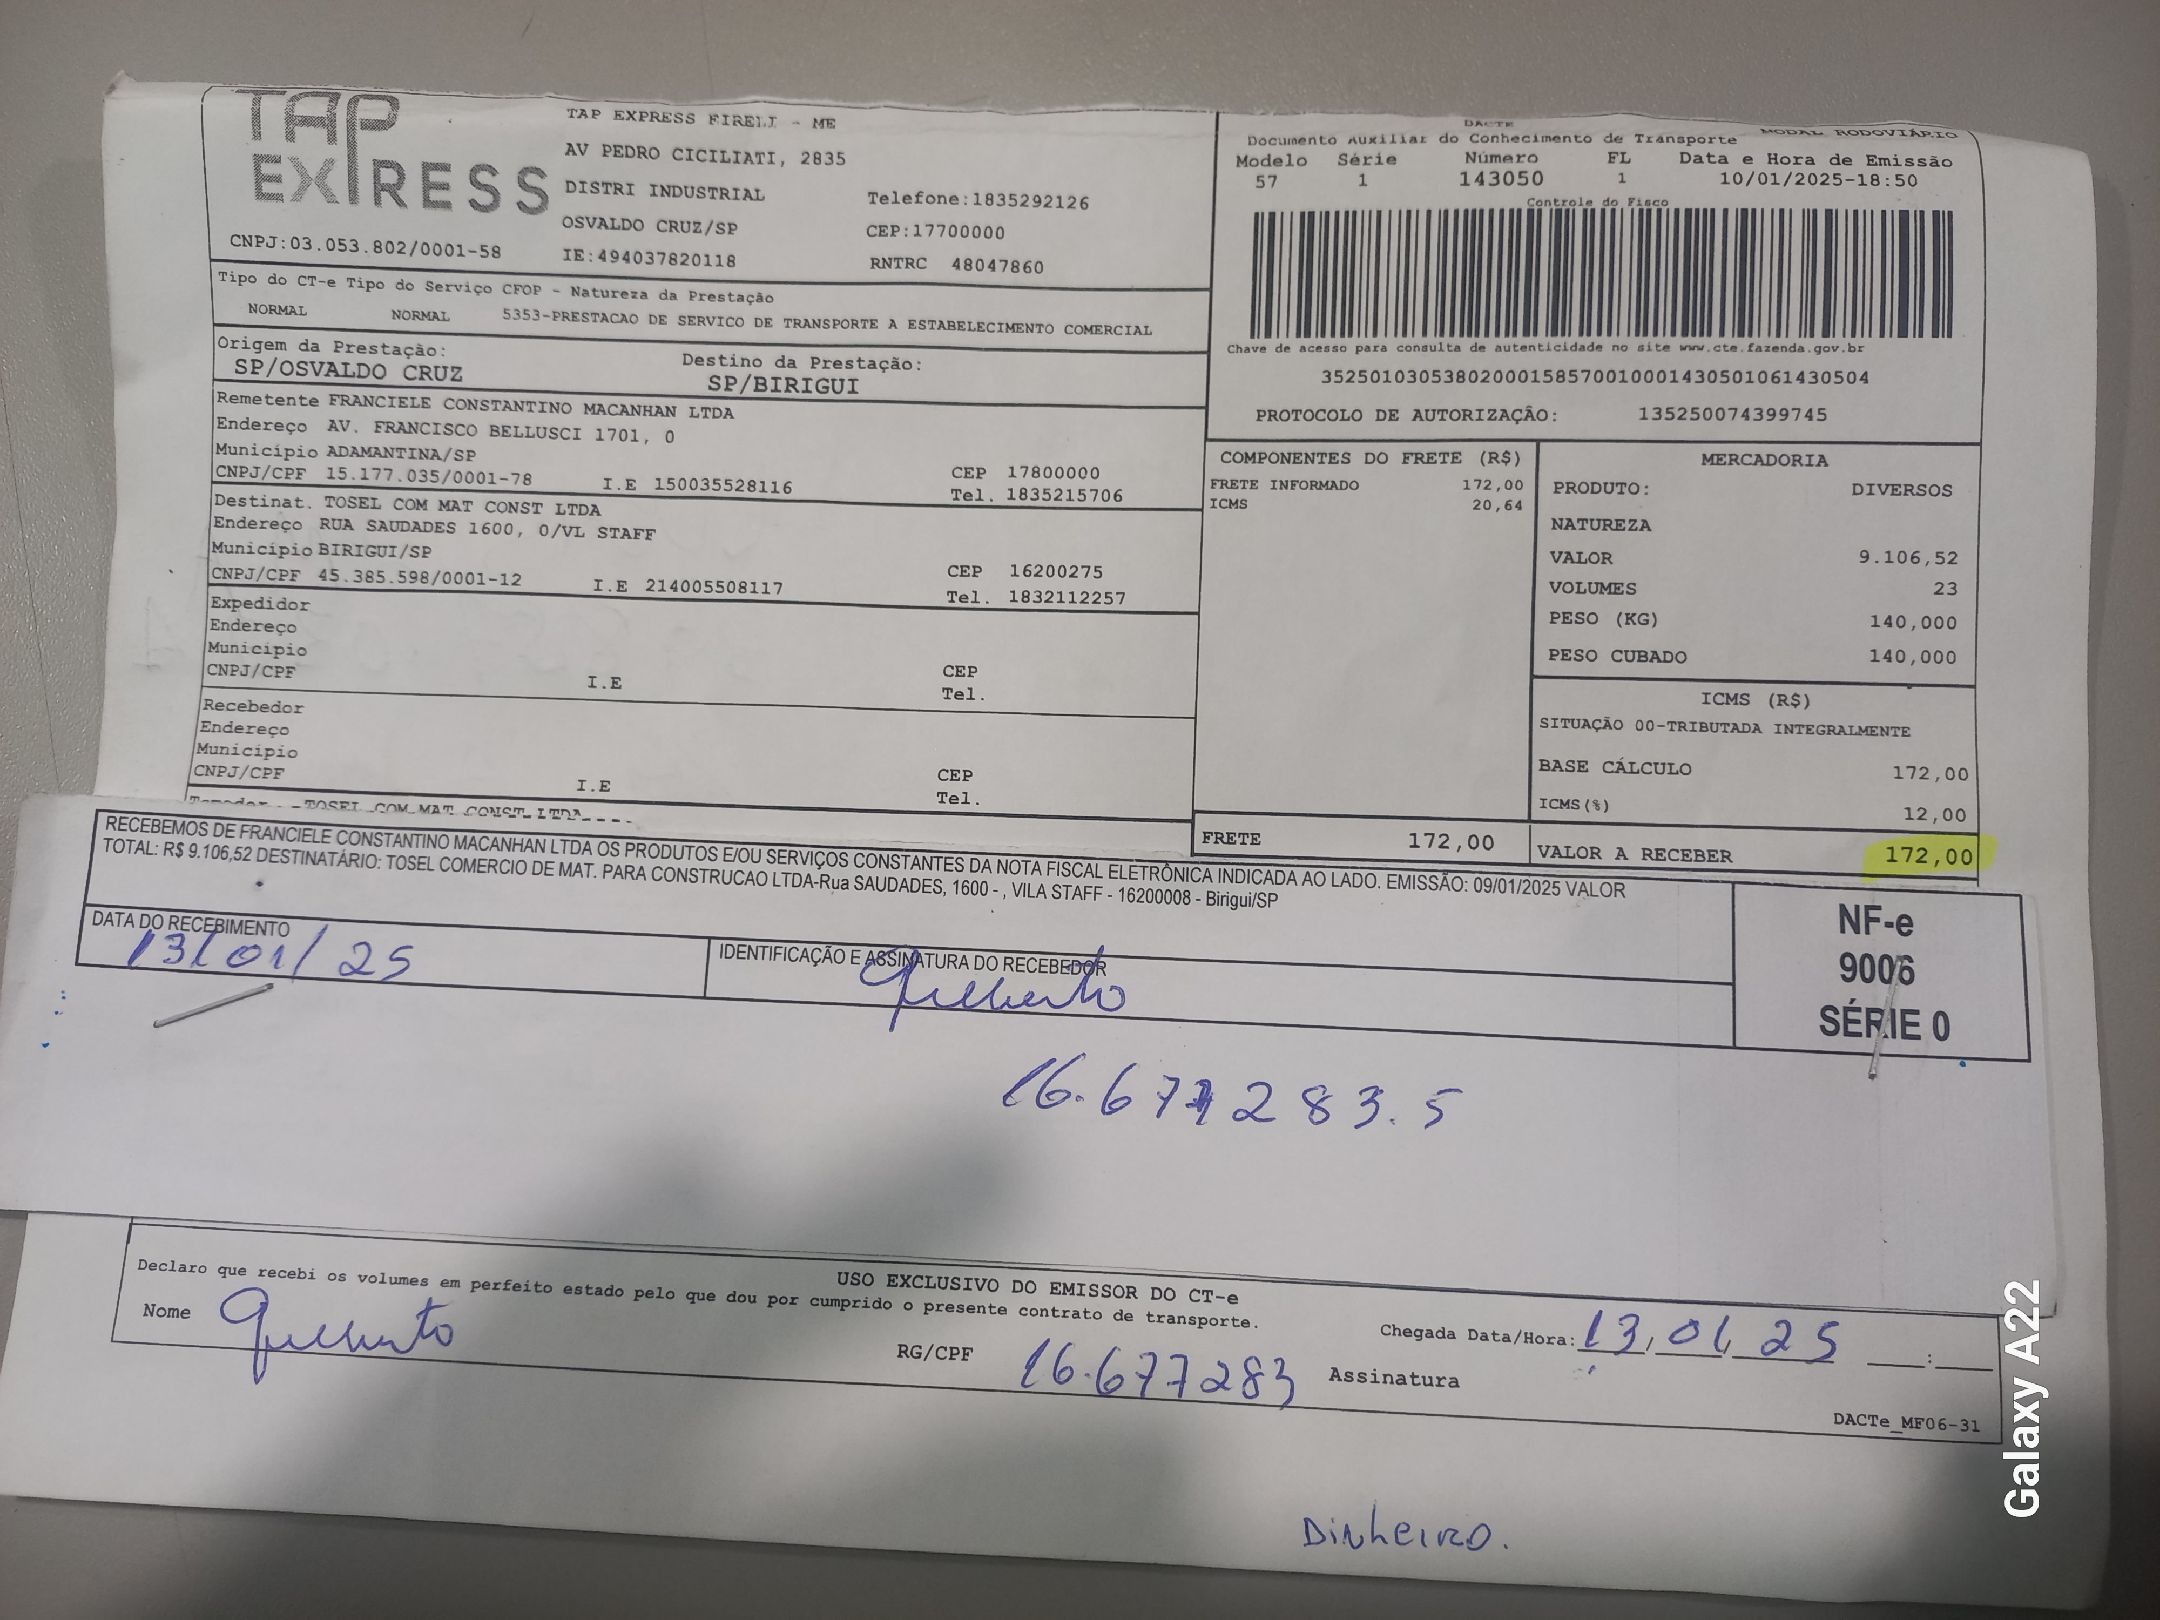 TAP
EXPRESS
TAP EXPRESS EIRELI - ME
AV PEDRO CICILIATI, 2835
DISTRI INDUSTRIAL
Telefone:1835292126
OSVALDO CRUZ/SP
CEP:17700000
CNPJ:03.053.802/0001-58
IE:494037820118
RNTRC 48047860
DACTE
MODAL RODOVIÁRIO
Documento Auxiliar do Conhecimento de Transporte
Modelo Série Número FL Data e Hora de Emissão
57 1 143050 1 10/01/2025-18:50
Controle do Fisco
Chave de acesso para consulta de autenticidade no site www.cte.fazenda.gov.br
35250103053802000158570010001430501061430504
PROTOCOLO DE AUTORIZAÇÃO: 135250074399745
Tipo do CT-e Tipo do Serviço CFOP - Natureza da Prestação
NORMAL NORMAL 5353-PRESTACAO DE SERVICO DE TRANSPORTE A ESTABELECIMENTO COMERCIAL
Origem da Prestação: Destino da Prestação:
SP/OSVALDO CRUZ SP/BIRIGUI
Remetente FRANCIELE CONSTANTINO MACANHAN LTDA
Endereço AV. FRANCISCO BELLUSCI 1701, 0
Município ADAMANTINA/SP CEP 17800000
CNPJ/CPF 15.177.035/0001-78 I.E 150035528116 Tel. 1835215706
Destinat. TOSEL COM MAT CONST LTDA
Endereço RUA SAUDADES 1600, 0/VL STAFF
Município BIRIGUI/SP CEP 16200275
CNPJ/CPF 45.385.598/0001-12 I.E 214005508117 Tel. 1832112257
Expedidor
Endereço
Município CEP
CNPJ/CPF I.E Tel.
Recebedor
Endereço
Município CEP
CNPJ/CPF I.E Tel.
Tomador TOSEL COM MAT CONST LTDA
COMPONENTES DO FRETE (R$)
FRETE INFORMADO 172,00
ICMS 20,64
FRETE 172,00
MERCADORIA
PRODUTO: DIVERSOS
NATUREZA
VALOR 9.106,52
VOLUMES 23
PESO (KG) 140,000
PESO CUBADO 140,000
ICMS (R$)
SITUAÇÃO 00-TRIBUTADA INTEGRALMENTE
BASE CÁLCULO 172,00
ICMS(%) 12,00
VALOR A RECEBER 172,00
RECEBEMOS DE FRANCIELE CONSTANTINO MACANHAN LTDA OS PRODUTOS E/OU SERVIÇOS CONSTANTES DA NOTA FISCAL ELETRÔNICA INDICADA AO LADO. EMISSÃO: 09/01/2025 VALOR
TOTAL: R$ 9.106,52 DESTINATÁRIO: TOSEL COMERCIO DE MAT. PARA CONSTRUCAO LTDA-Rua SAUDADES, 1600 - , VILA STAFF - 16200008 - Birigui/SP
DATA DO RECEBIMENTO
13/01/25
IDENTIFICAÇÃO E ASSINATURA DO RECEBEDOR
Gilberto
NF-e
9006
SÉRIE 0
16.677283.5
USO EXCLUSIVO DO EMISSOR DO CT-e
Declaro que recebi os volumes em perfeito estado pelo que dou por cumprido o presente contrato de transporte.
Nome Gilberto
RG/CPF 16.677283
Chegada Data/Hora: 13/01/25 __:__
Assinatura
DACTe_MF06-31
Dinheiro.
Galaxy A22